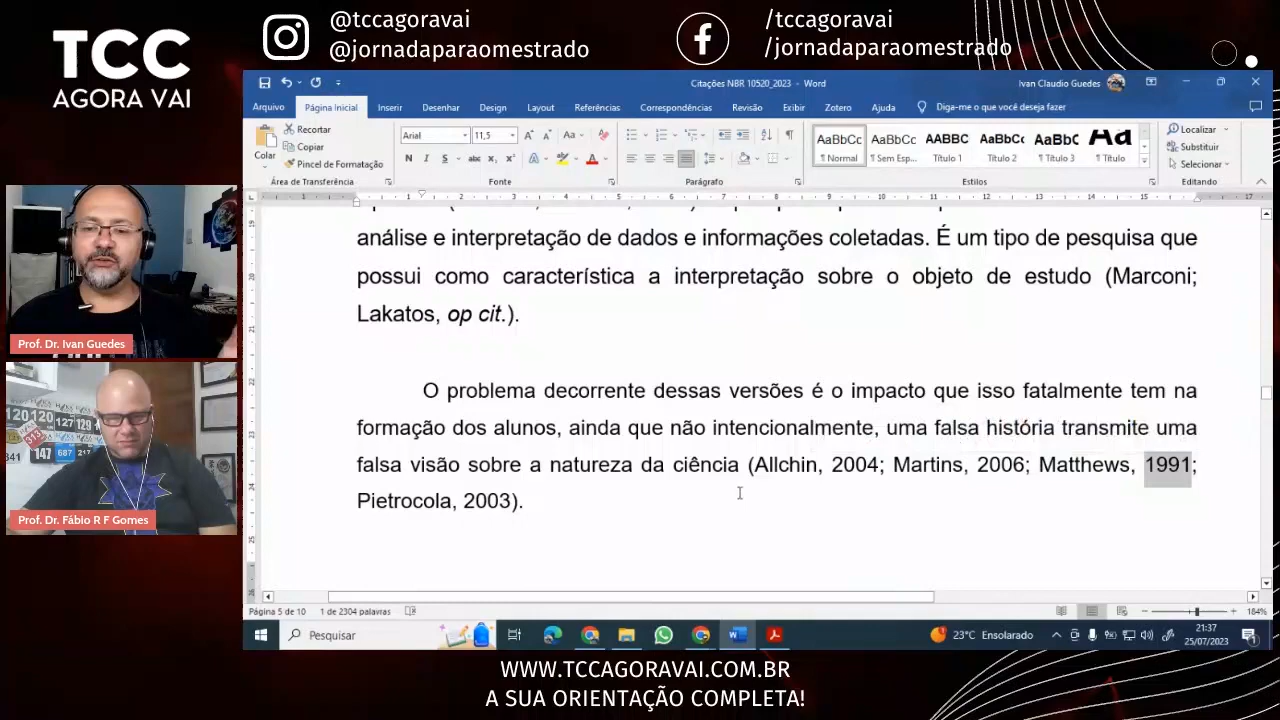 TCC
AGORA VAI
@tccagoravai
@jornadaparaomestrado
/tccagoravai
/jornadaparaomestrado
Citações NBR 10520_2023 - Word
Ivan Claudio Guedes
Arquivo
Página Inicial
Inserir
Desenhar
Design
Layout
Referências
Correspondências
Revisão
Exibir
Zotero
Ajuda
Diga-me o que você deseja fazer
Colar
Recortar
Copiar
Pincel de Formatação
Área de Transferência
Arial
11,5
Fonte
Parágrafo
AaBbCc
¶ Normal
AaBbCc
¶ Sem Esp...
AABBC
Título 1
AaBbCc
Título 2
AaBbC
Título 3
AaB
¶ Título
Estilos
Localizar
Substituir
Selecionar
Editando
análise e interpretação de dados e informações coletadas. É um tipo de pesquisa que
possui como característica a interpretação sobre o objeto de estudo (Marconi;
Lakatos, op cit.).
O problema decorrente dessas versões é o impacto que isso fatalmente tem na
formação dos alunos, ainda que não intencionalmente, uma falsa história transmite uma
falsa visão sobre a natureza da ciência (Allchin, 2004; Martins, 2006; Matthews, 1991;
Pietrocola, 2003).
Prof. Dr. Ivan Guedes
Prof. Dr. Fábio R F Gomes
Página 5 de 10
1 de 2304 palavras
184%
Pesquisar
23°C Ensolarado
21:37
25/07/2023
WWW.TCCAGORAVAI.COM.BR
A SUA ORIENTAÇÃO COMPLETA!